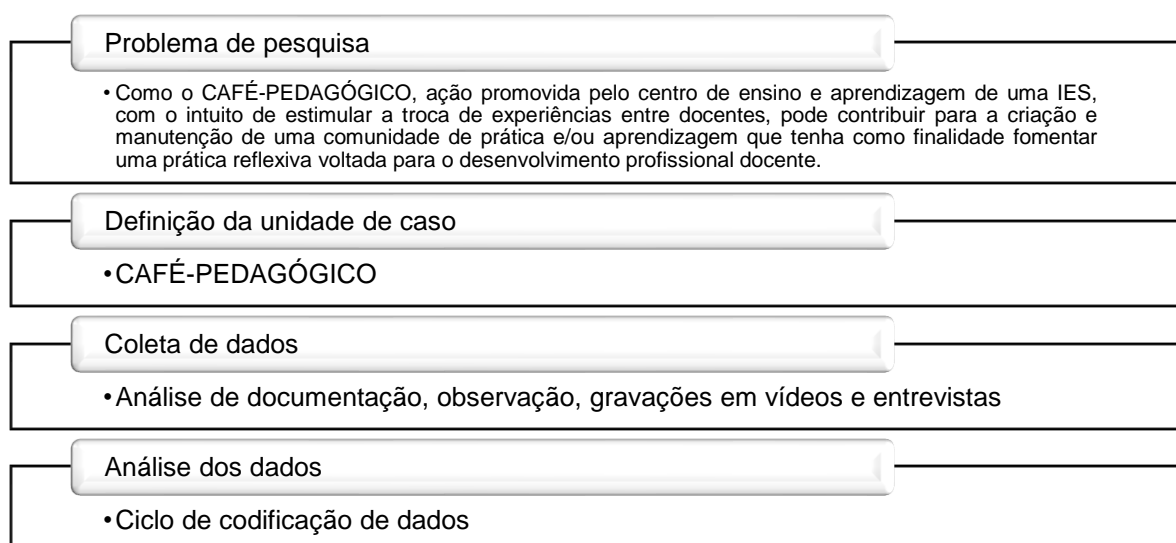 Problema de pesquisa
• Como o CAFÉ-PEDAGÓGICO, ação promovida pelo centro de ensino e aprendizagem de uma IES,
com o intuito de estimular a troca de experiências entre docentes, pode contribuir para a criação e
manutenção de uma comunidade de prática e/ou aprendizagem que tenha como finalidade fomentar
uma prática reflexiva voltada para o desenvolvimento profissional docente.
Definição da unidade de caso
•CAFÉ-PEDAGÓGICO
Coleta de dados
•Análise de documentação, observação, gravações em vídeos e entrevistas
Análise dos dados
•Ciclo de codificação de dados